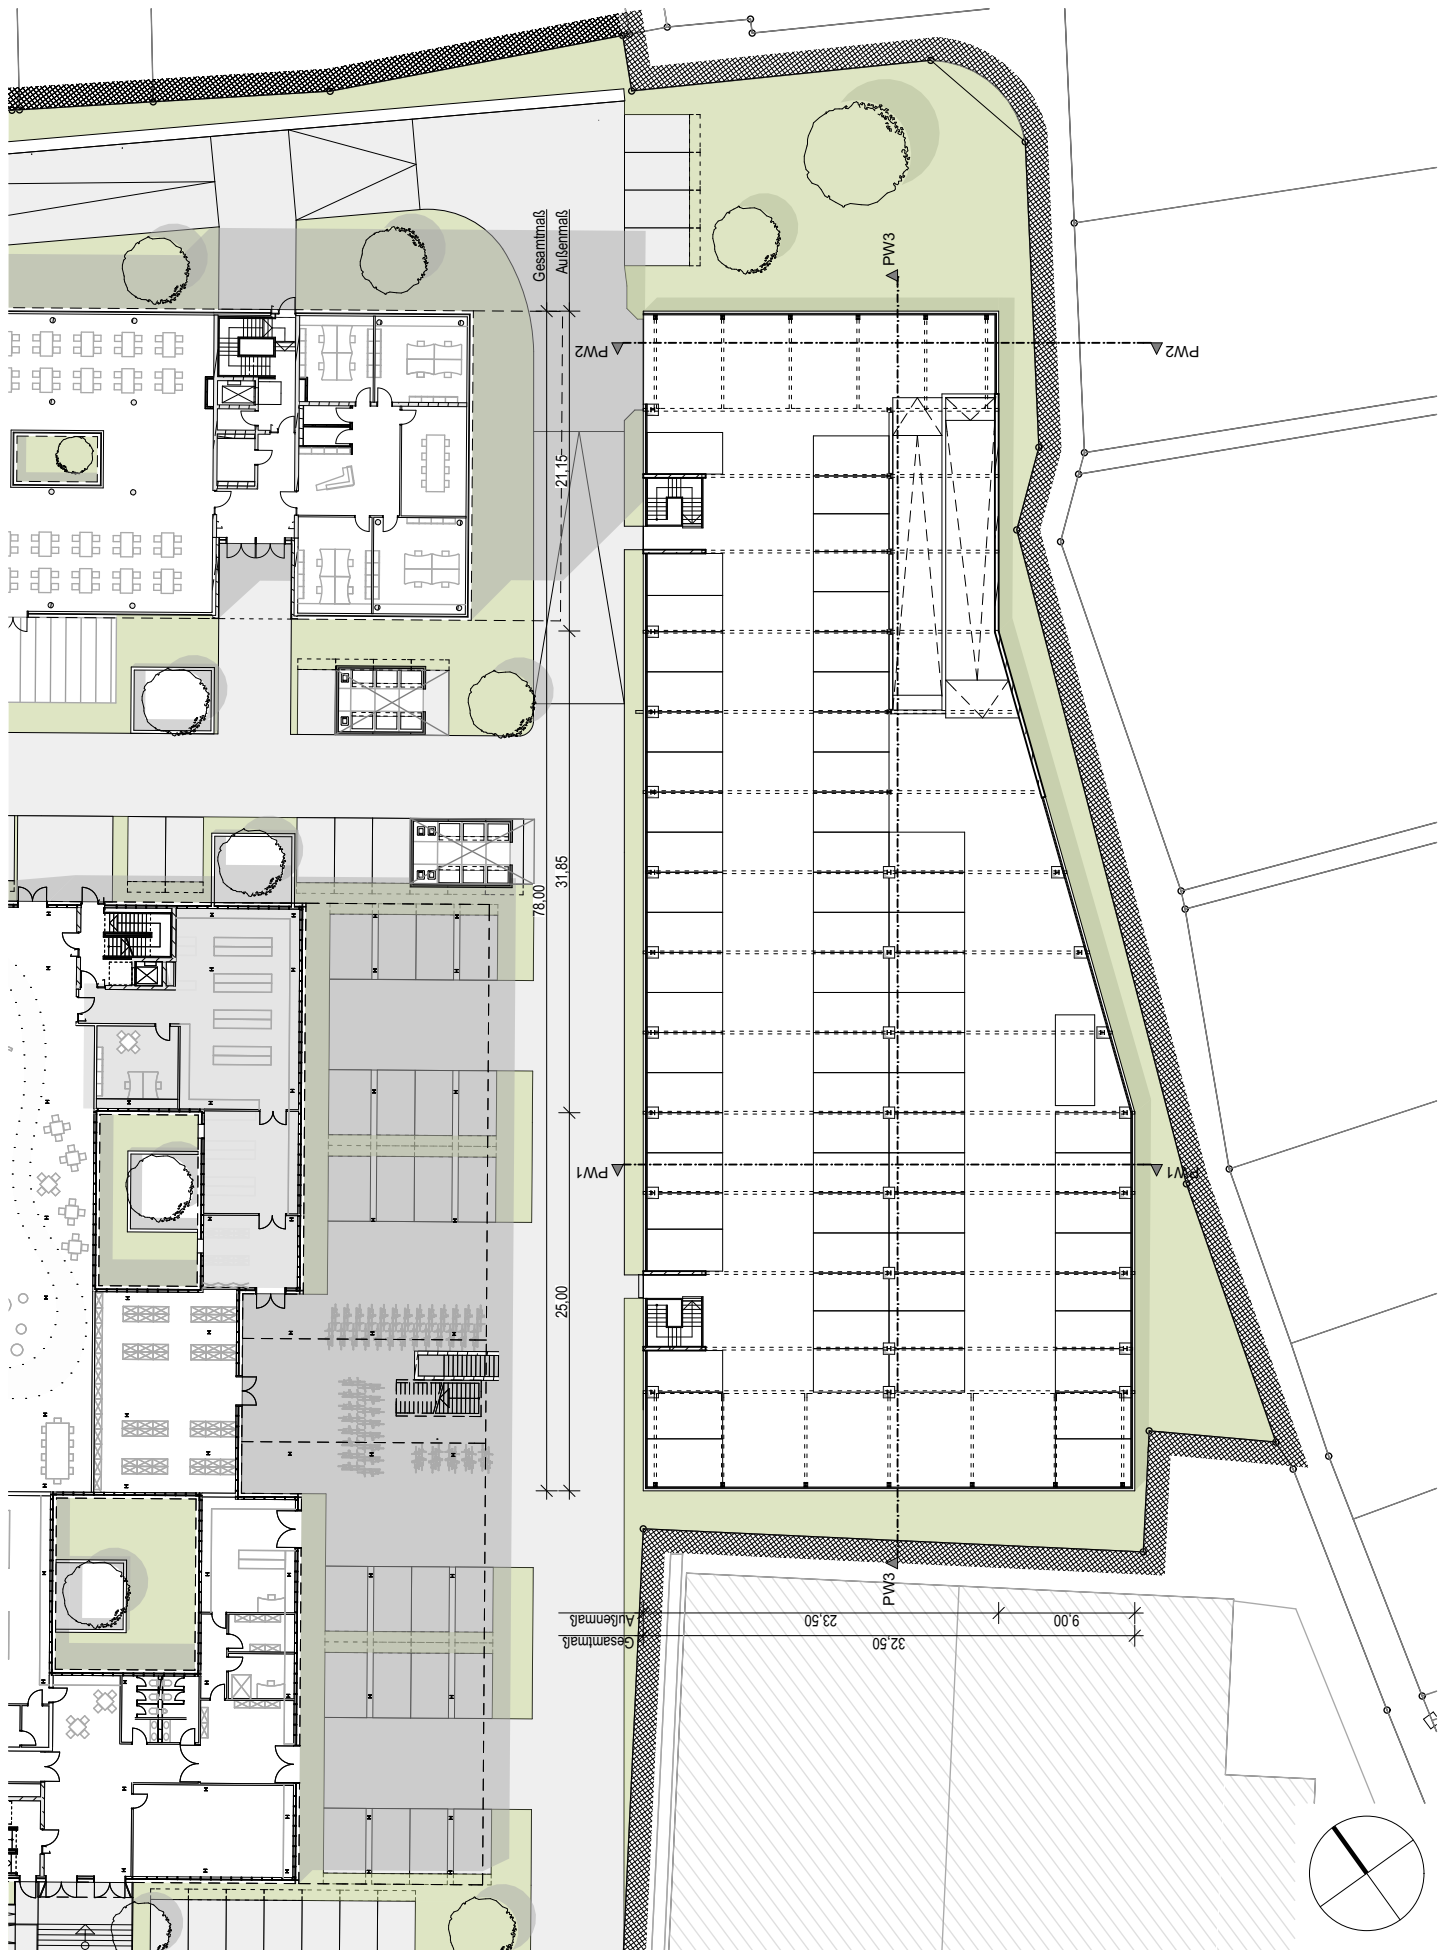 Gesamtmaß
Außenmaß
PW3
PW2
PW2
21,15
31,85
78,00
PW1
PW1
25,00
PW3
Außenmaß
23,50
9,00
Gesamtmaß
32,50